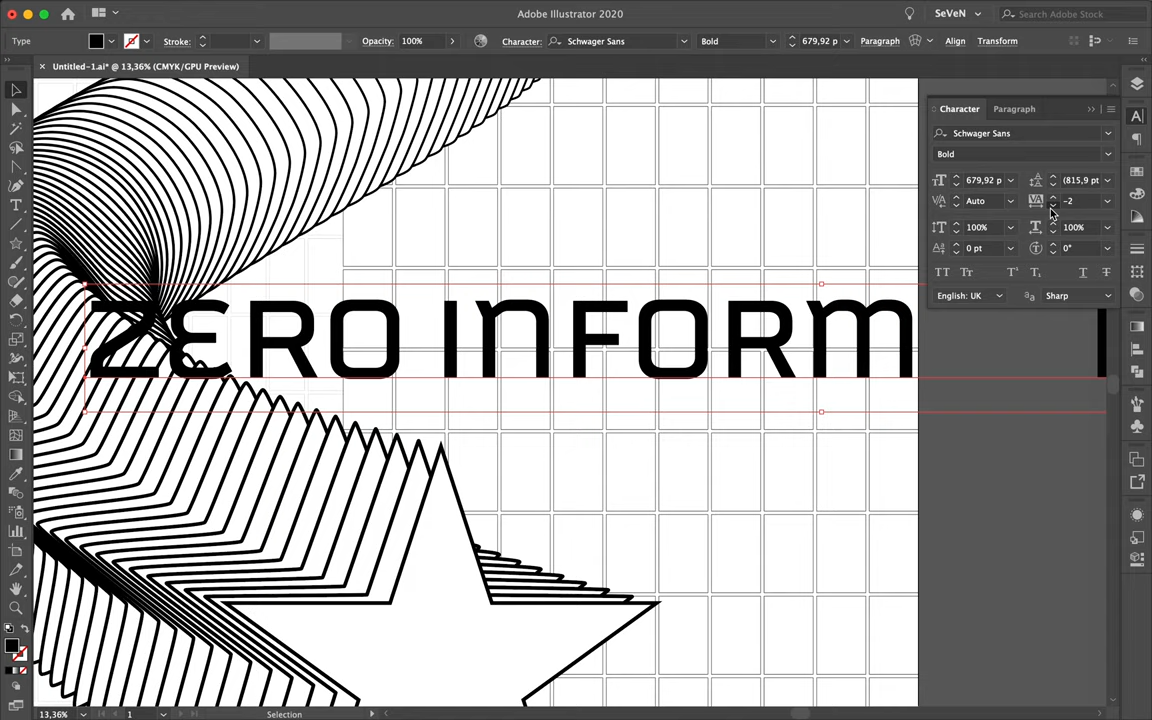 Adobe Illustrator 2020
SeVeN
Search Adobe Stock
Type
Stroke:
Opacity: 100%
Character: Schwager Sans
Bold
679,92 p
Paragraph
Align
Transform
× Untitled-1.ai* @ 13,36% (CMYK/GPU Preview)
Character Paragraph
Schwager Sans
Bold
679,92 p (815,9 pt
Auto -2
100% 100%
0 pt 0°
English: UK Sharp
ZERO INFORM
13,36% 1 Selection